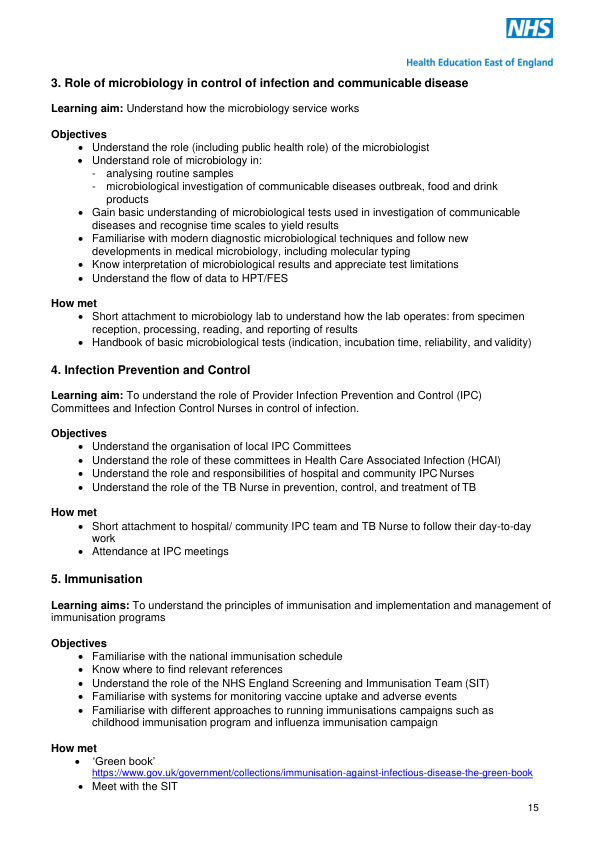 NHS
Health Education East of England
3. Role of microbiology in control of infection and communicable disease
Learning aim: Understand how the microbiology service works
Objectives
• Understand the role (including public health role) of the microbiologist
• Understand role of microbiology in:
- analysing routine samples
- microbiological investigation of communicable diseases outbreak, food and drink
products
• Gain basic understanding of microbiological tests used in investigation of communicable
diseases and recognise time scales to yield results
• Familiarise with modern diagnostic microbiological techniques and follow new
developments in medical microbiology, including molecular typing
• Know interpretation of microbiological results and appreciate test limitations
• Understand the flow of data to HPT/FES
How met
• Short attachment to microbiology lab to understand how the lab operates: from specimen
reception, processing, reading, and reporting of results
• Handbook of basic microbiological tests (indication, incubation time, reliability, and validity)
4. Infection Prevention and Control
Learning aim: To understand the role of Provider Infection Prevention and Control (IPC)
Committees and Infection Control Nurses in control of infection.
Objectives
• Understand the organisation of local IPC Committees
• Understand the role of these committees in Health Care Associated Infection (HCAI)
• Understand the role and responsibilities of hospital and community IPC Nurses
• Understand the role of the TB Nurse in prevention, control, and treatment of TB
How met
• Short attachment to hospital/ community IPC team and TB Nurse to follow their day-to-day
work
• Attendance at IPC meetings
5. Immunisation
Learning aims: To understand the principles of immunisation and implementation and management of
immunisation programs
Objectives
• Familiarise with the national immunisation schedule
• Know where to find relevant references
• Understand the role of the NHS England Screening and Immunisation Team (SIT)
• Familiarise with systems for monitoring vaccine uptake and adverse events
• Familiarise with different approaches to running immunisations campaigns such as
childhood immunisation program and influenza immunisation campaign
How met
• ‘Green book’
https://www.gov.uk/government/collections/immunisation-against-infectious-disease-the-green-book
• Meet with the SIT
15